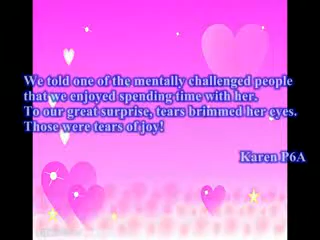 We told one of the mentally challenged people
that we enjoyed spending time with her.
To our great surprise, tears brimmed her eyes.
Those were tears of joy!
Karen P6A